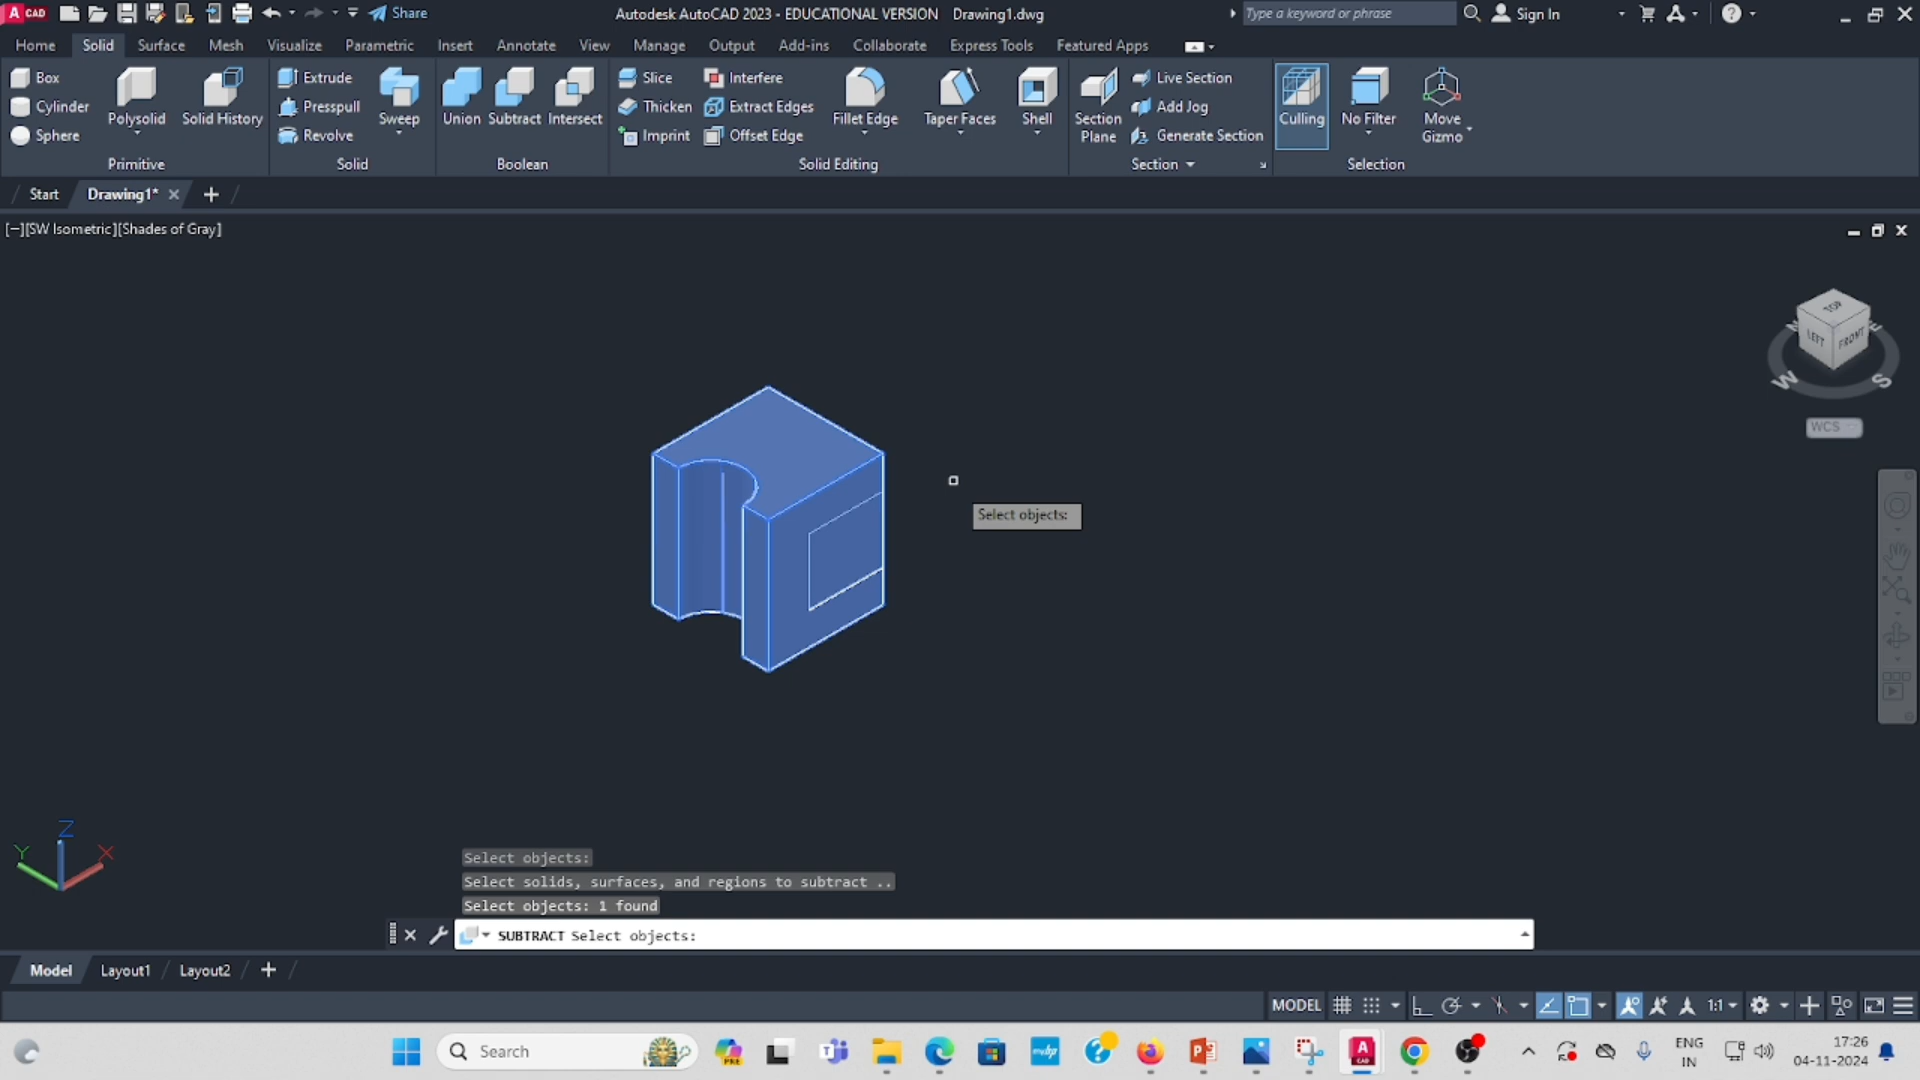 A CAD Share Autodesk AutoCAD 2023 - EDUCATIONAL VERSION Drawing1.dwg Type a keyword or phrase Sign In
Home Solid Surface Mesh Visualize Parametric Insert Annotate View Manage Output Add-ins Collaborate Express Tools Featured Apps
Box Extrude Slice Interfere Live Section
Cylinder Polysolid Solid History Presspull Sweep Union Subtract Intersect Thicken Extract Edges Fillet Edge Taper Faces Shell Section Plane Add Jog Culling No Filter Move Gizmo
Sphere Revolve Imprint Offset Edge Generate Section
Primitive Solid Boolean Solid Editing Section Selection
Start Drawing1*
[−][SW Isometric][Shades of Gray]
TOP
LEFT FRONT
N E
W S
WCS
Select objects:
Z
Y X
Select objects:
Select solids, surfaces, and regions to subtract ..
Select objects: 1 found
SUBTRACT Select objects:
Model Layout1 Layout2
MODEL 1:1
Search PRE myhp ENG IN 17:26
04-11-2024